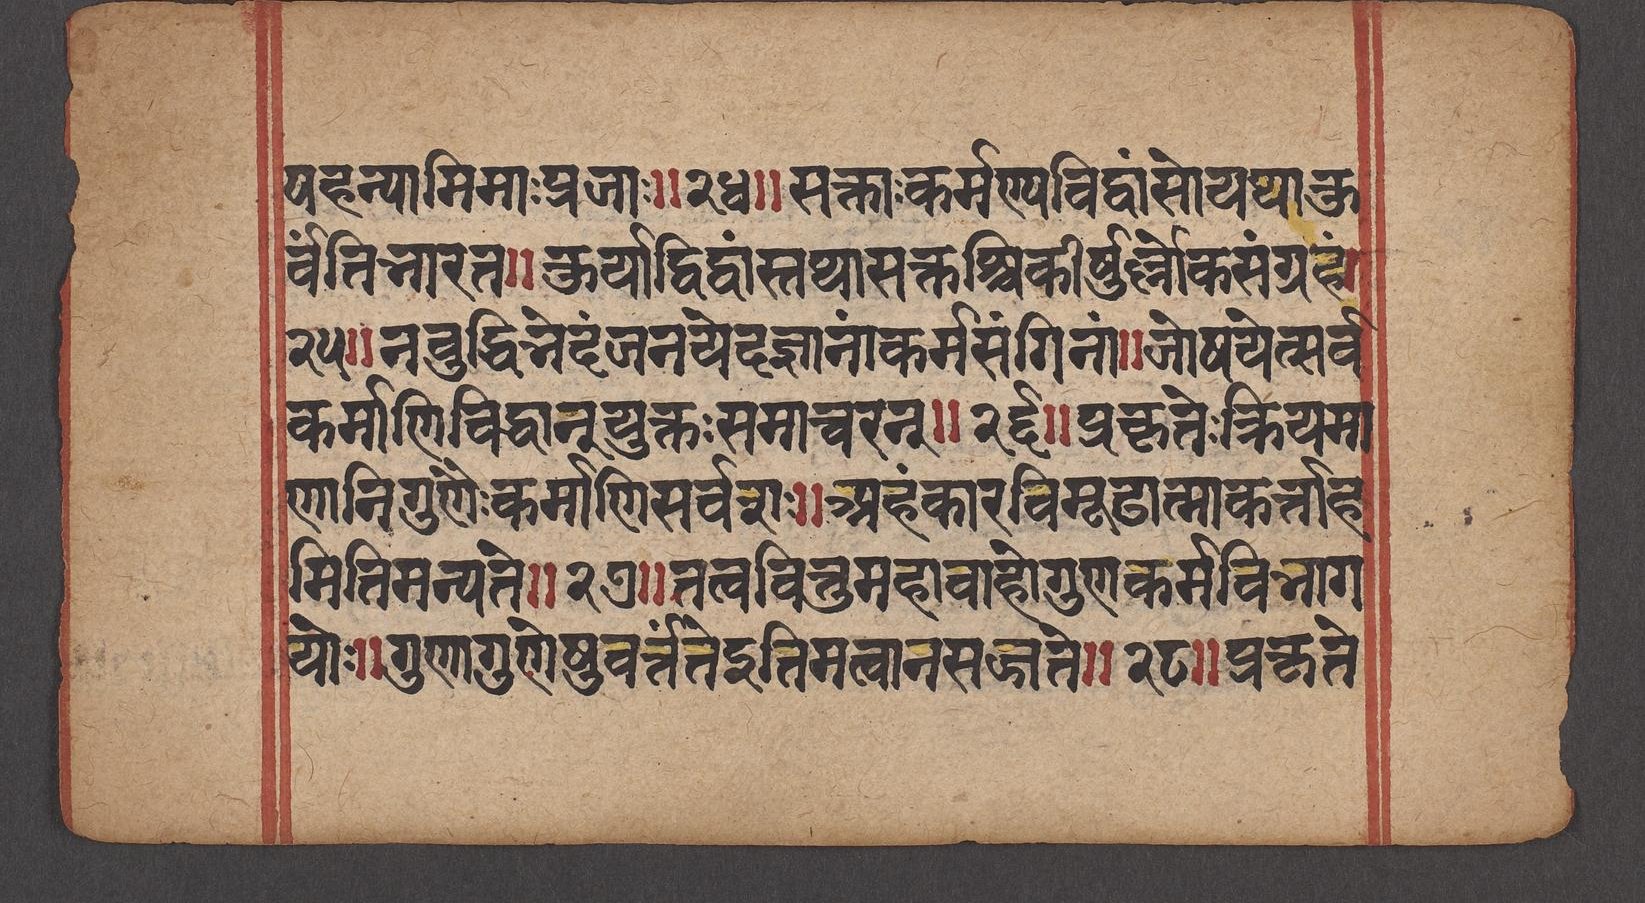 पहन्यामिमाःप्रजाः॥२४॥सक्ताःकर्मण्यविद्वांसोयथाकु
र्वंतिभारत॥कुर्याद्विद्वांस्तथासक्तश्चिकीर्षुर्ल्लोकसंग्रहं।
२५॥नबुद्धिभेदंजनयेदज्ञानांकर्मसंगिनां॥जोषयेत्सर्व
कर्माणिविद्वान्युक्तःसमाचरन्॥२६॥प्रकृतेःक्रियमा
णानिगुणैःकर्माणिसर्वशः॥अहंकारविमूढात्माकर्त्ताह
मितिमन्यते॥२७॥तत्ववित्तुमहाबाहोगुणकर्मविभाग
योः॥गुणागुणेषुवर्त्तंतेइतिमत्वानसज्जते॥२८॥प्रकृते